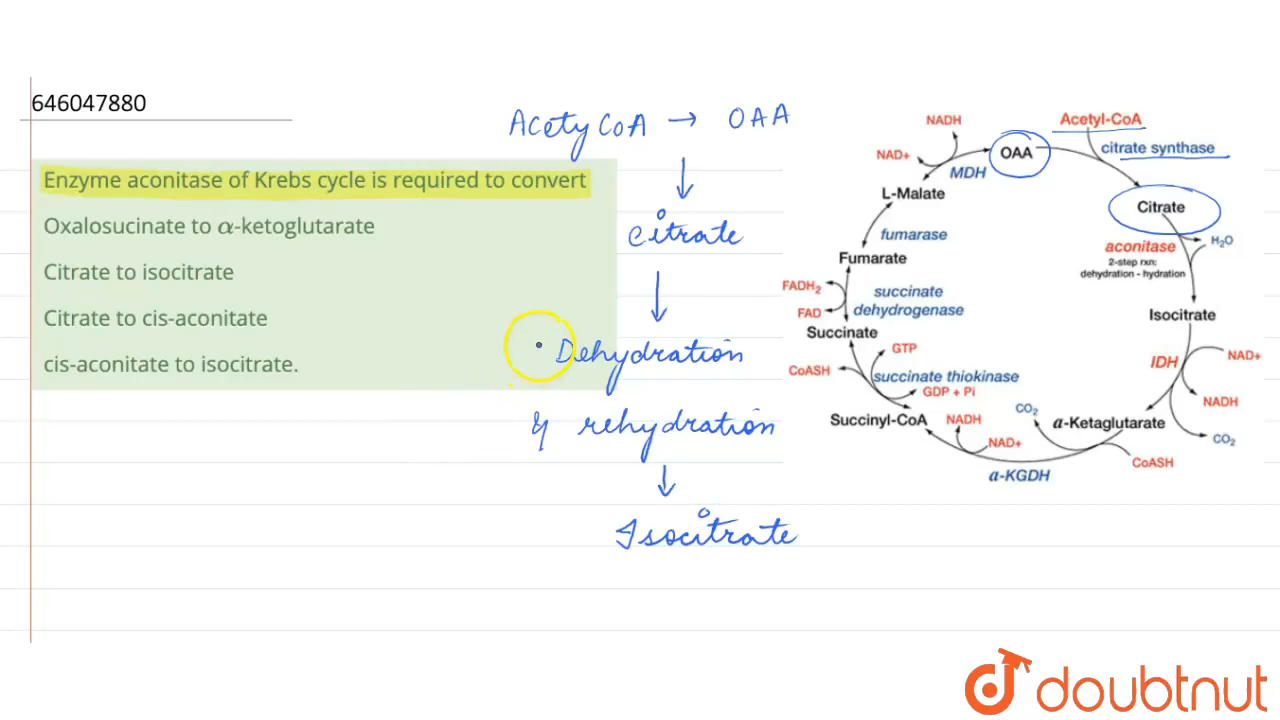 646047880
Enzyme aconitase of Krebs cycle is required to convert
Oxalosucinate to α-ketoglutarate
Citrate to isocitrate
Citrate to cis-aconitate
cis-aconitate to isocitrate.
Acety CoA → OAA
Citrate
Dehydration
& rehydration
Isocitrate
NADH
Acetyl-CoA
NAD+
OAA
citrate synthase
MDH
L-Malate
Citrate
fumarase
aconitase
H₂O
2-step rxn:
dehydration - hydration
Fumarate
FADH₂
succinate
dehydrogenase
FAD
Isocitrate
Succinate
GTP
IDH
NAD+
CoASH
succinate thiokinase
GDP + Pi
NADH
Succinyl-CoA
NADH
CO₂
α-Ketaglutarate
NAD+
CO₂
CoASH
α-KGDH
doubtnut